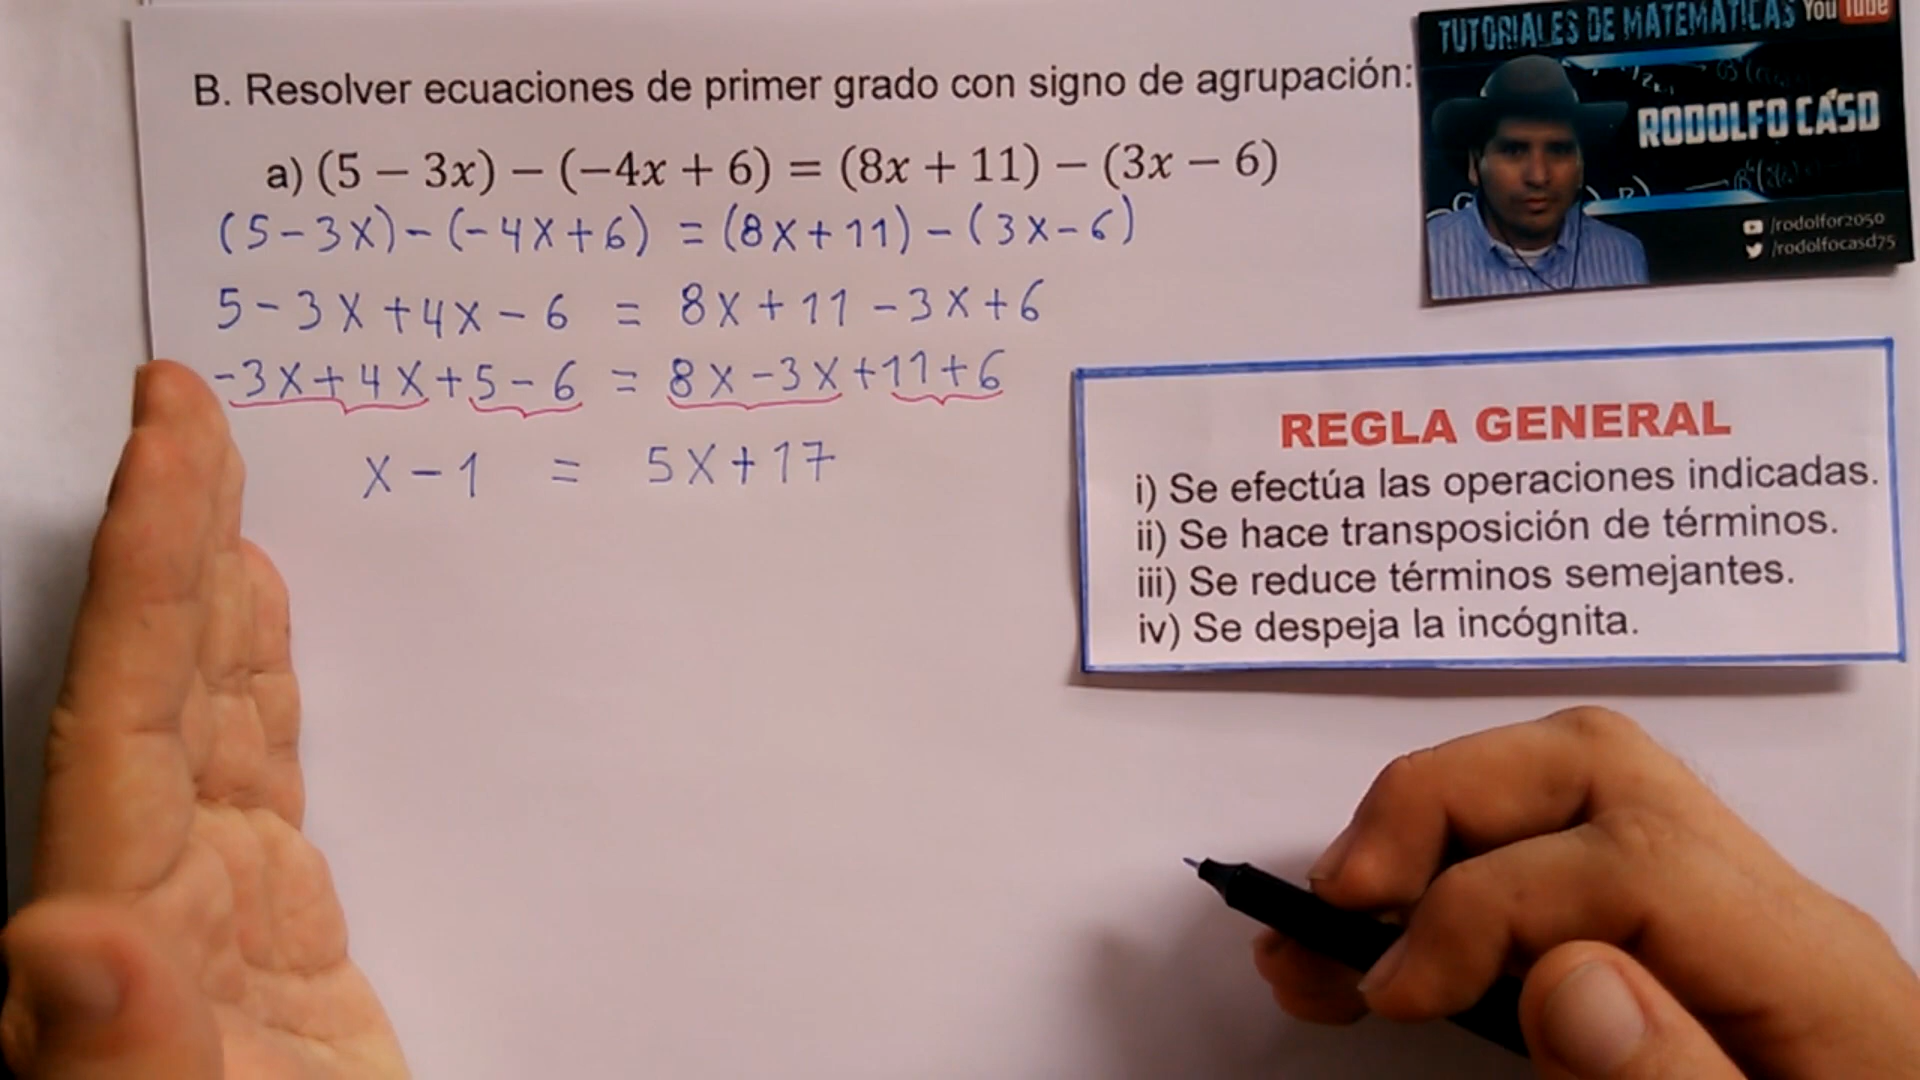 B. Resolver ecuaciones de primer grado con signo de agrupación:
a) (5 − 3x) − (−4x + 6) = (8x + 11) − (3x − 6)
(5-3X)-(-4X+6) = (8X+11)-(3X-6)
5-3X+4X-6 = 8X+11-3X+6
-3X+4X+5-6 = 8X-3X+11+6
X-1 = 5X+17
TUTORIALES DE MATEMÁTICAS You Tube
RODOLFO CASD
/rodolfor2050
/rodolfocasd75
REGLA GENERAL
i) Se efectúa las operaciones indicadas.
ii) Se hace transposición de términos.
iii) Se reduce términos semejantes.
iv) Se despeja la incógnita.